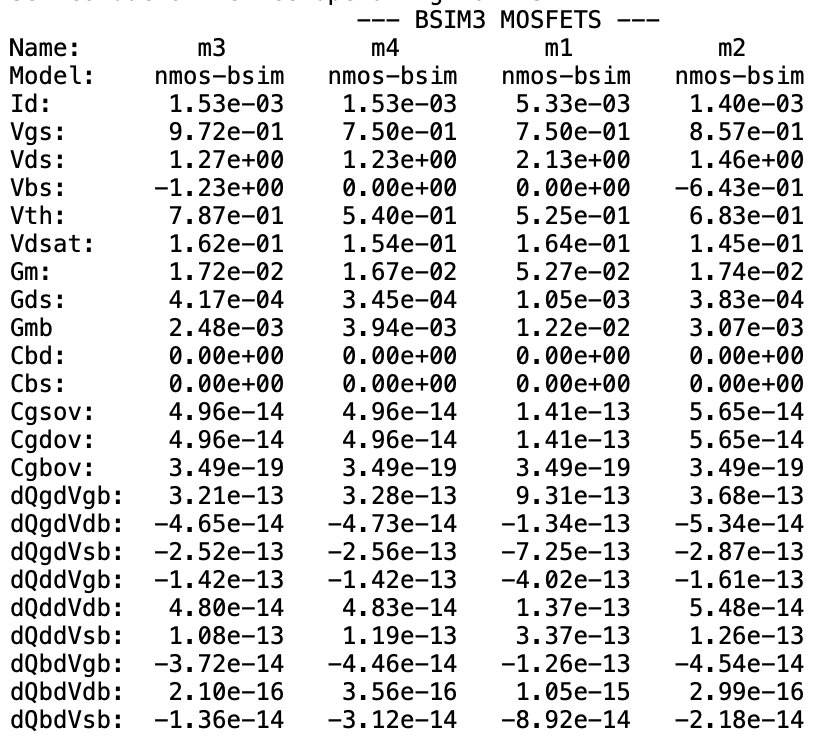 --- BSIM3 MOSFETS ---
Name: m3 m4 m1 m2
Model: nmos-bsim nmos-bsim nmos-bsim nmos-bsim
Id: 1.53e-03 1.53e-03 5.33e-03 1.40e-03
Vgs: 9.72e-01 7.50e-01 7.50e-01 8.57e-01
Vds: 1.27e+00 1.23e+00 2.13e+00 1.46e+00
Vbs: -1.23e+00 0.00e+00 0.00e+00 -6.43e-01
Vth: 7.87e-01 5.40e-01 5.25e-01 6.83e-01
Vdsat: 1.62e-01 1.54e-01 1.64e-01 1.45e-01
Gm: 1.72e-02 1.67e-02 5.27e-02 1.74e-02
Gds: 4.17e-04 3.45e-04 1.05e-03 3.83e-04
Gmb 2.48e-03 3.94e-03 1.22e-02 3.07e-03
Cbd: 0.00e+00 0.00e+00 0.00e+00 0.00e+00
Cbs: 0.00e+00 0.00e+00 0.00e+00 0.00e+00
Cgsov: 4.96e-14 4.96e-14 1.41e-13 5.65e-14
Cgdov: 4.96e-14 4.96e-14 1.41e-13 5.65e-14
Cgbov: 3.49e-19 3.49e-19 3.49e-19 3.49e-19
dQgdVgb: 3.21e-13 3.28e-13 9.31e-13 3.68e-13
dQgdVdb: -4.65e-14 -4.73e-14 -1.34e-13 -5.34e-14
dQgdVsb: -2.52e-13 -2.56e-13 -7.25e-13 -2.87e-13
dQddVgb: -1.42e-13 -1.42e-13 -4.02e-13 -1.61e-13
dQddVdb: 4.80e-14 4.83e-14 1.37e-13 5.48e-14
dQddVsb: 1.08e-13 1.19e-13 3.37e-13 1.26e-13
dQbdVgb: -3.72e-14 -4.46e-14 -1.26e-13 -4.54e-14
dQbdVdb: 2.10e-16 3.56e-16 1.05e-15 2.99e-16
dQbdVsb: -1.36e-14 -3.12e-14 -8.92e-14 -2.18e-14